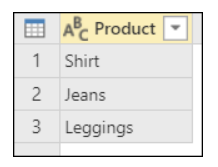 ABC Product
1 Shirt
2 Jeans
3 Leggings